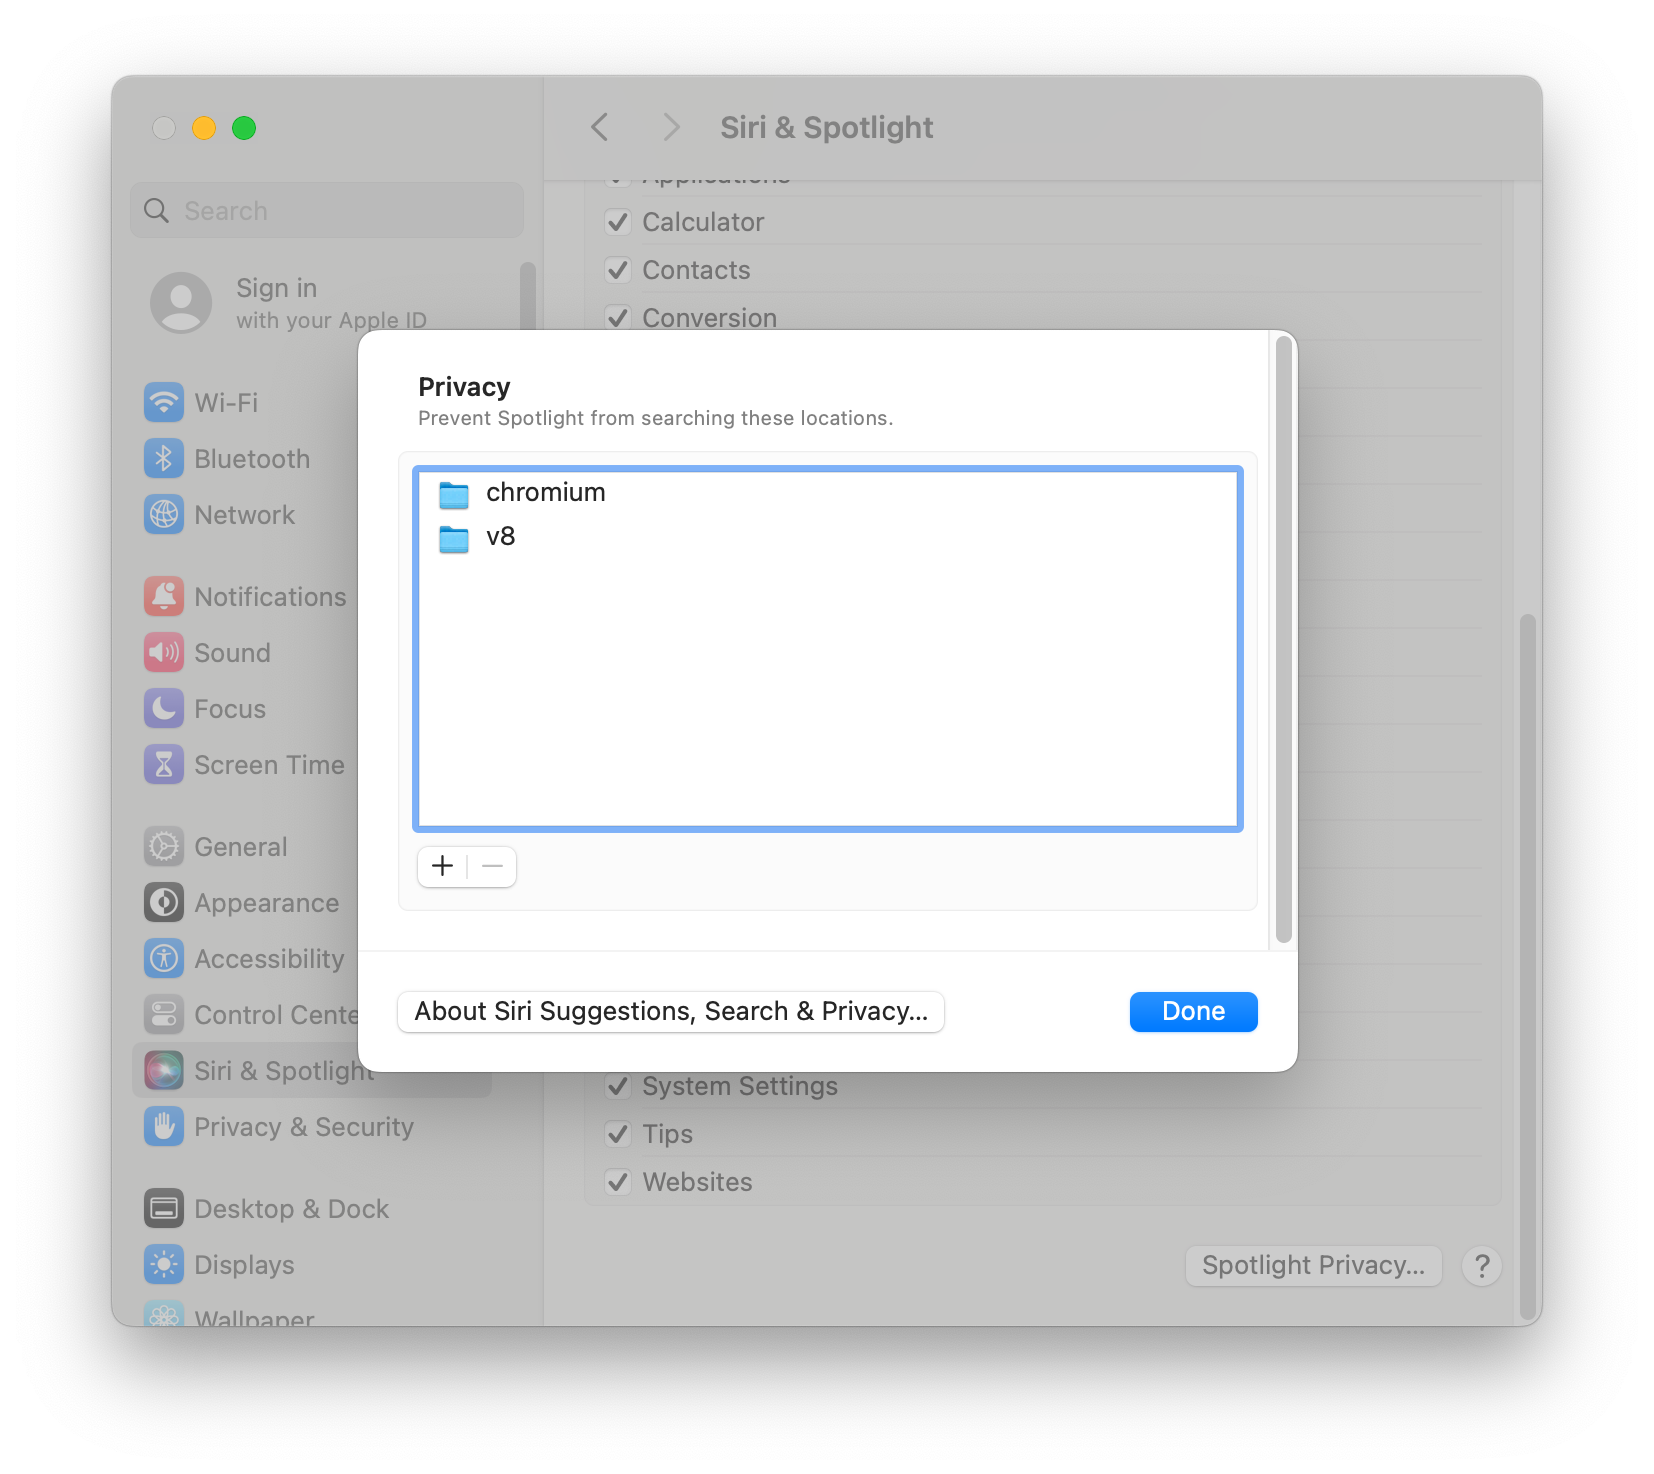 Siri & Spotlight
Search
Sign in
with your Apple ID
Wi-Fi
Bluetooth
Network
Notifications
Sound
Focus
Screen Time
General
Appearance
Accessibility
Control Cente
Siri & Spotlight
Privacy & Security
Desktop & Dock
Displays
Wallpaper
Applications
Calculator
Contacts
Conversion
Privacy
Prevent Spotlight from searching these locations.
chromium
v8
About Siri Suggestions, Search & Privacy...
Done
System Settings
Tips
Websites
Spotlight Privacy...
?